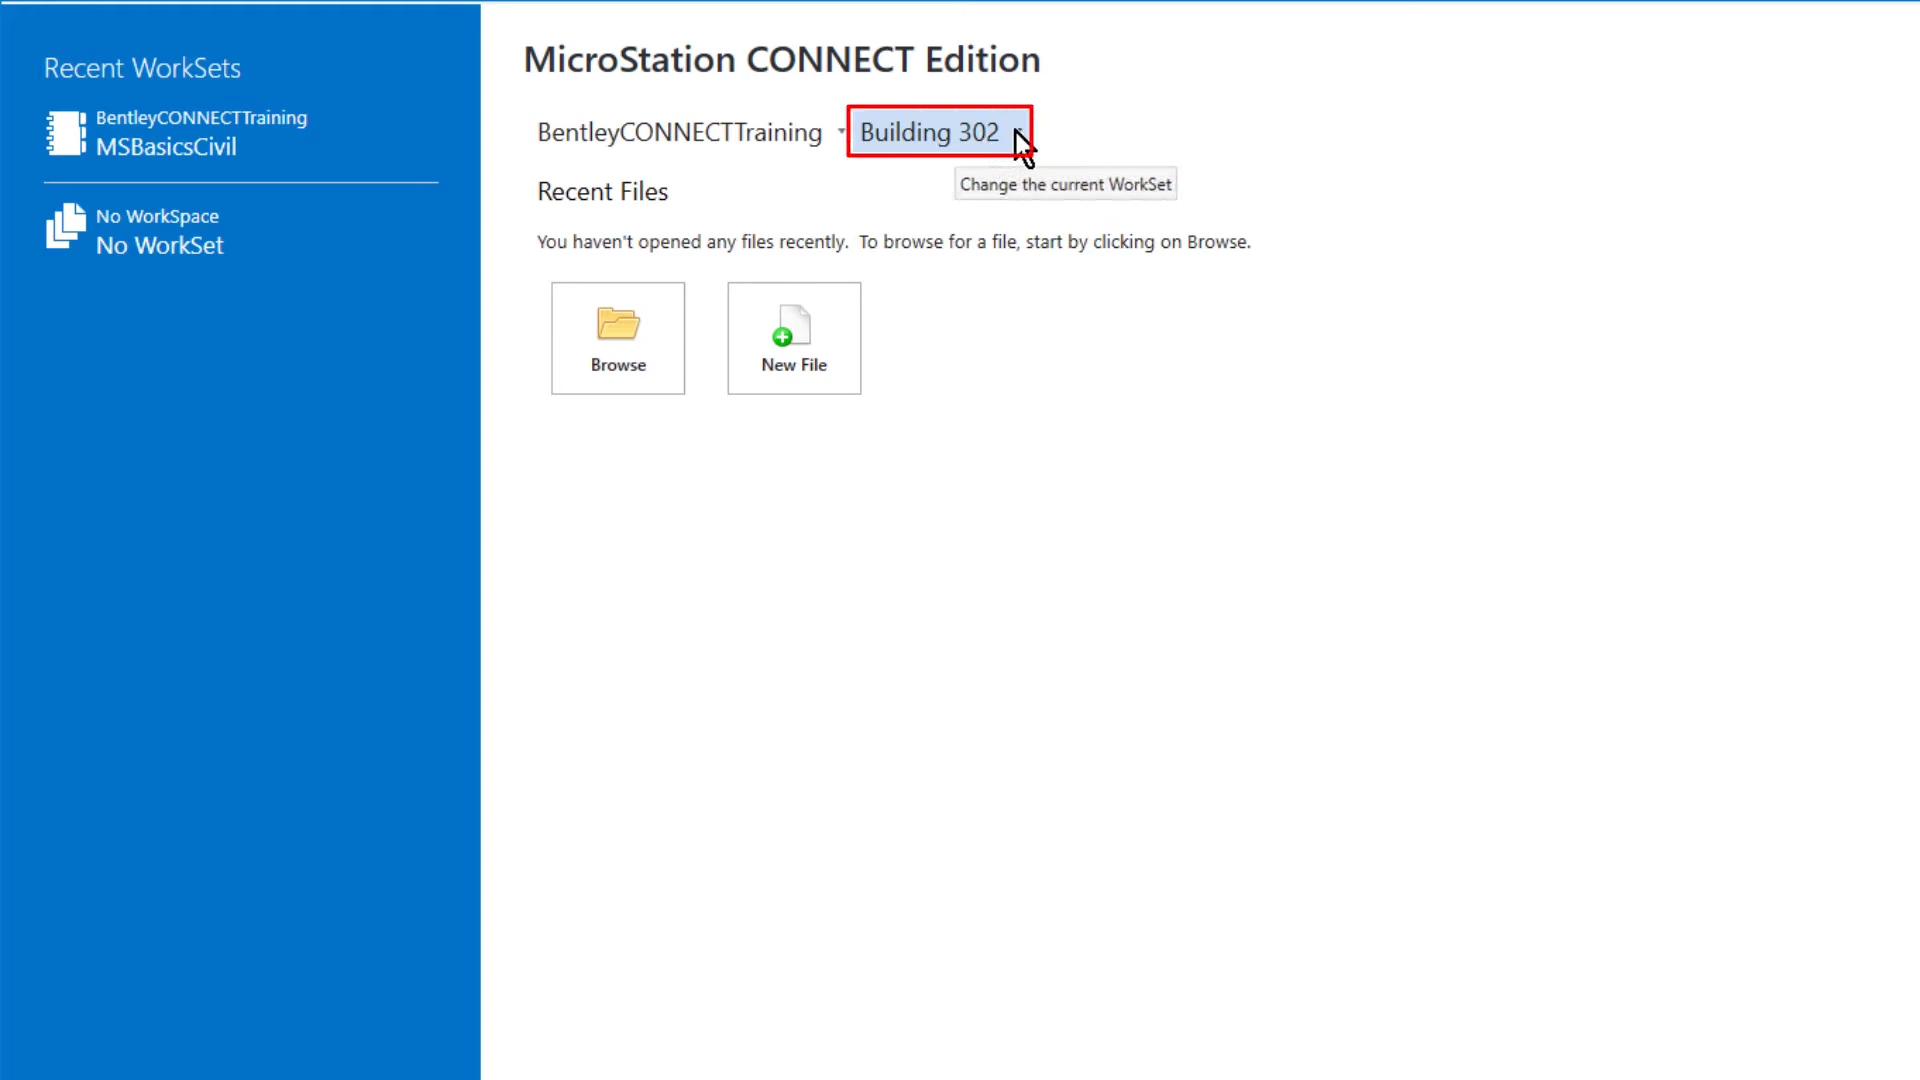 Recent WorkSets
BentleyCONNECTTraining
MSBasicsCivil
No WorkSpace
No WorkSet
MicroStation CONNECT Edition
BentleyCONNECTTraining Building 302
Change the current WorkSet
Recent Files
You haven't opened any files recently. To browse for a file, start by clicking on Browse.
Browse New File